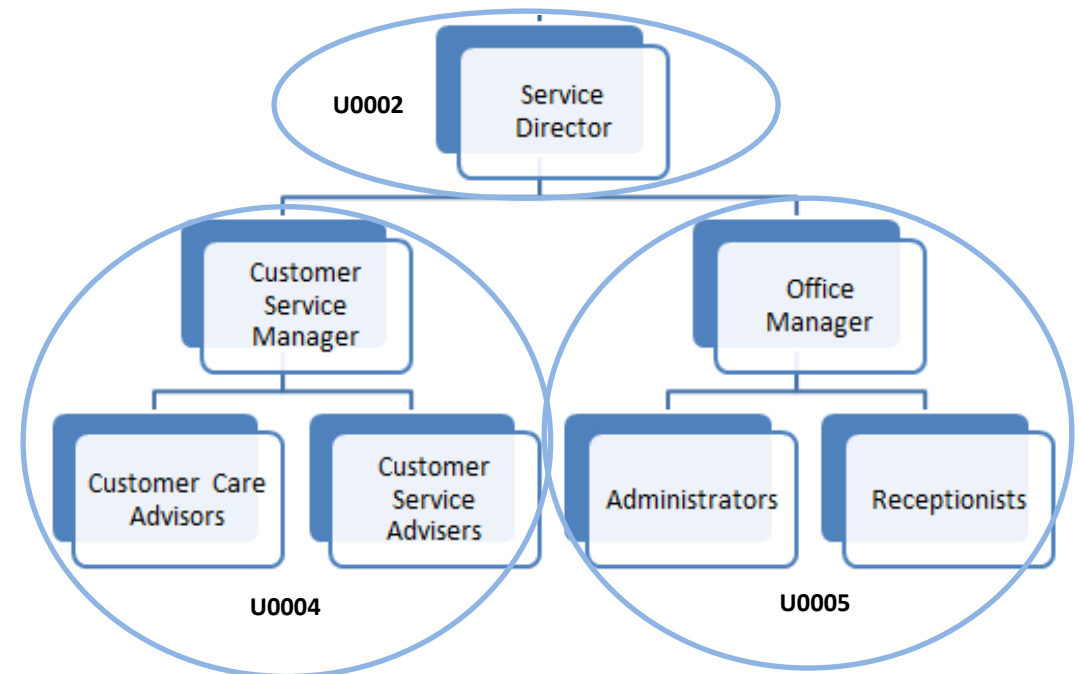 U0002
Service
Director
Customer
Service
Manager
Office
Manager
Customer Care
Advisors
Customer
Service
Advisers
Administrators
Receptionists
U0004
U0005